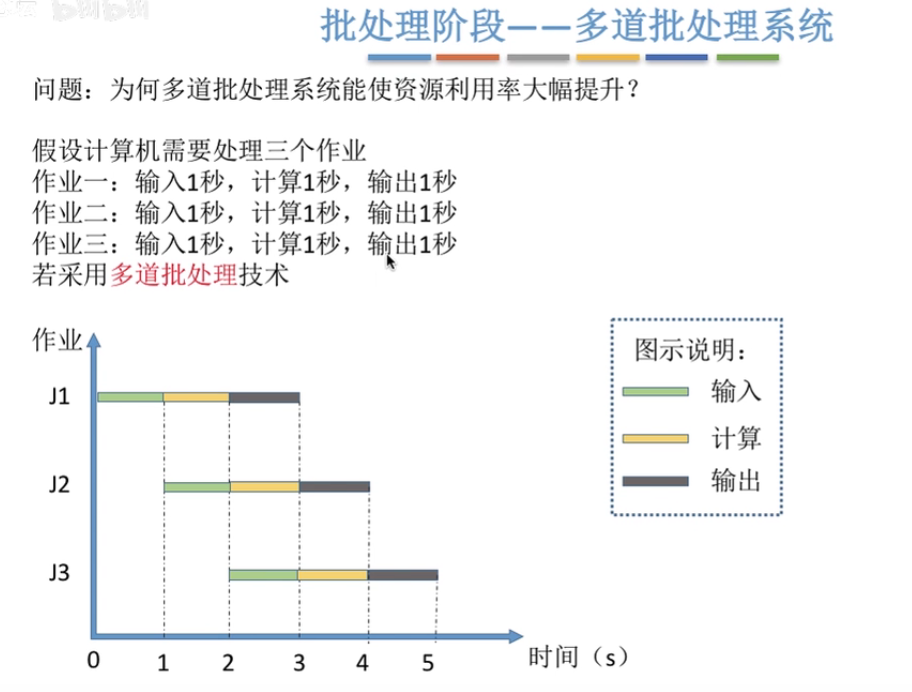 批处理阶段——多道批处理系统
问题：为何多道批处理系统能使资源利用率大幅提升？
假设计算机需要处理三个作业
作业一：输入1秒，计算1秒，输出1秒
作业二：输入1秒，计算1秒，输出1秒
作业三：输入1秒，计算1秒，输出1秒
若采用多道批处理技术
作业
图示说明：
J1
输入
计算
J2
输出
J3
0 1 2 3 4 5 时间（s）